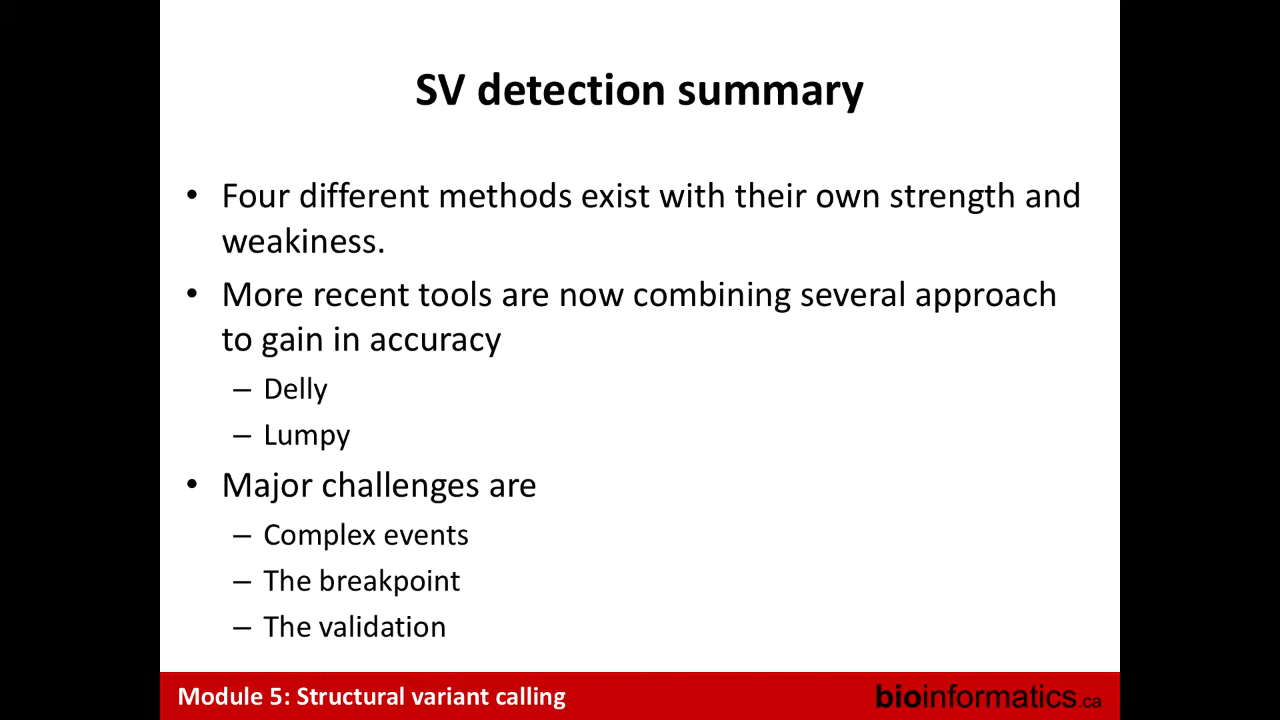 SV detection summary
• Four different methods exist with their own strength and
weakiness.
• More recent tools are now combining several approach
to gain in accuracy
– Delly
– Lumpy
• Major challenges are
– Complex events
– The breakpoint
– The validation
Module 5: Structural variant calling
bioinformatics.ca